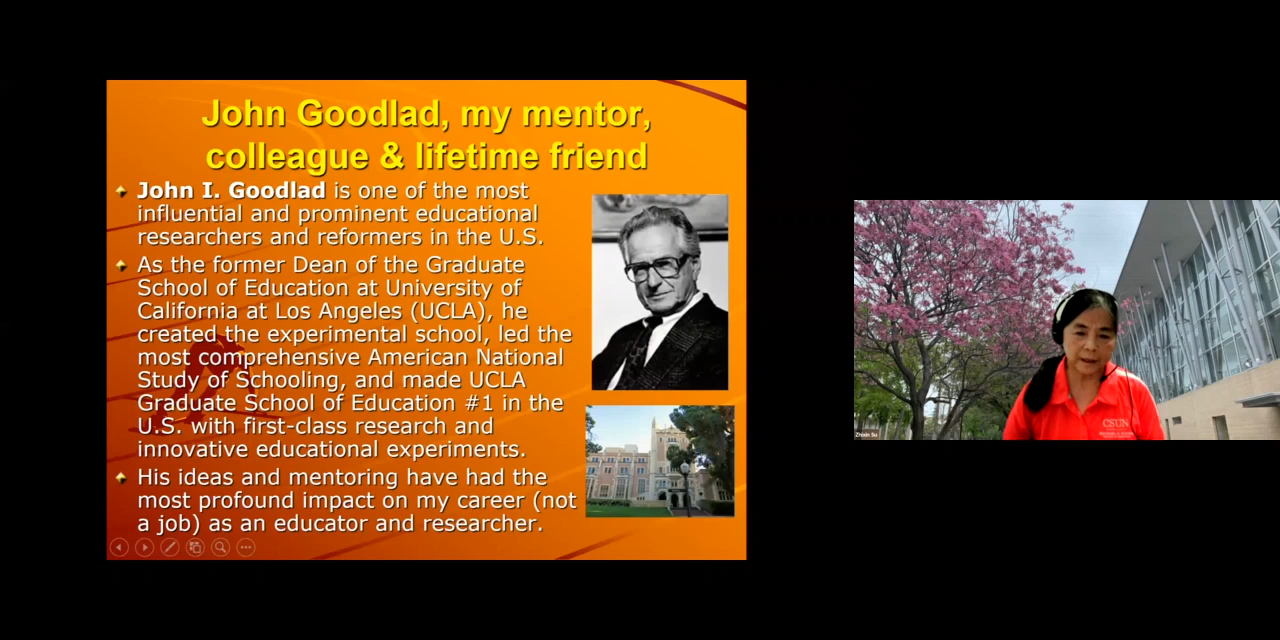 John Goodlad, my mentor,
colleague & lifetime friend
John I. Goodlad is one of the most
influential and prominent educational
researchers and reformers in the U.S.
As the former Dean of the Graduate
School of Education at University of
California at Los Angeles (UCLA), he
created the experimental school, led the
most comprehensive American National
Study of Schooling, and made UCLA
Graduate School of Education #1 in the
U.S. with first-class research and
innovative educational experiments.
His ideas and mentoring have had the
most profound impact on my career (not
a job) as an educator and researcher.
Zhixin Su
CSUN